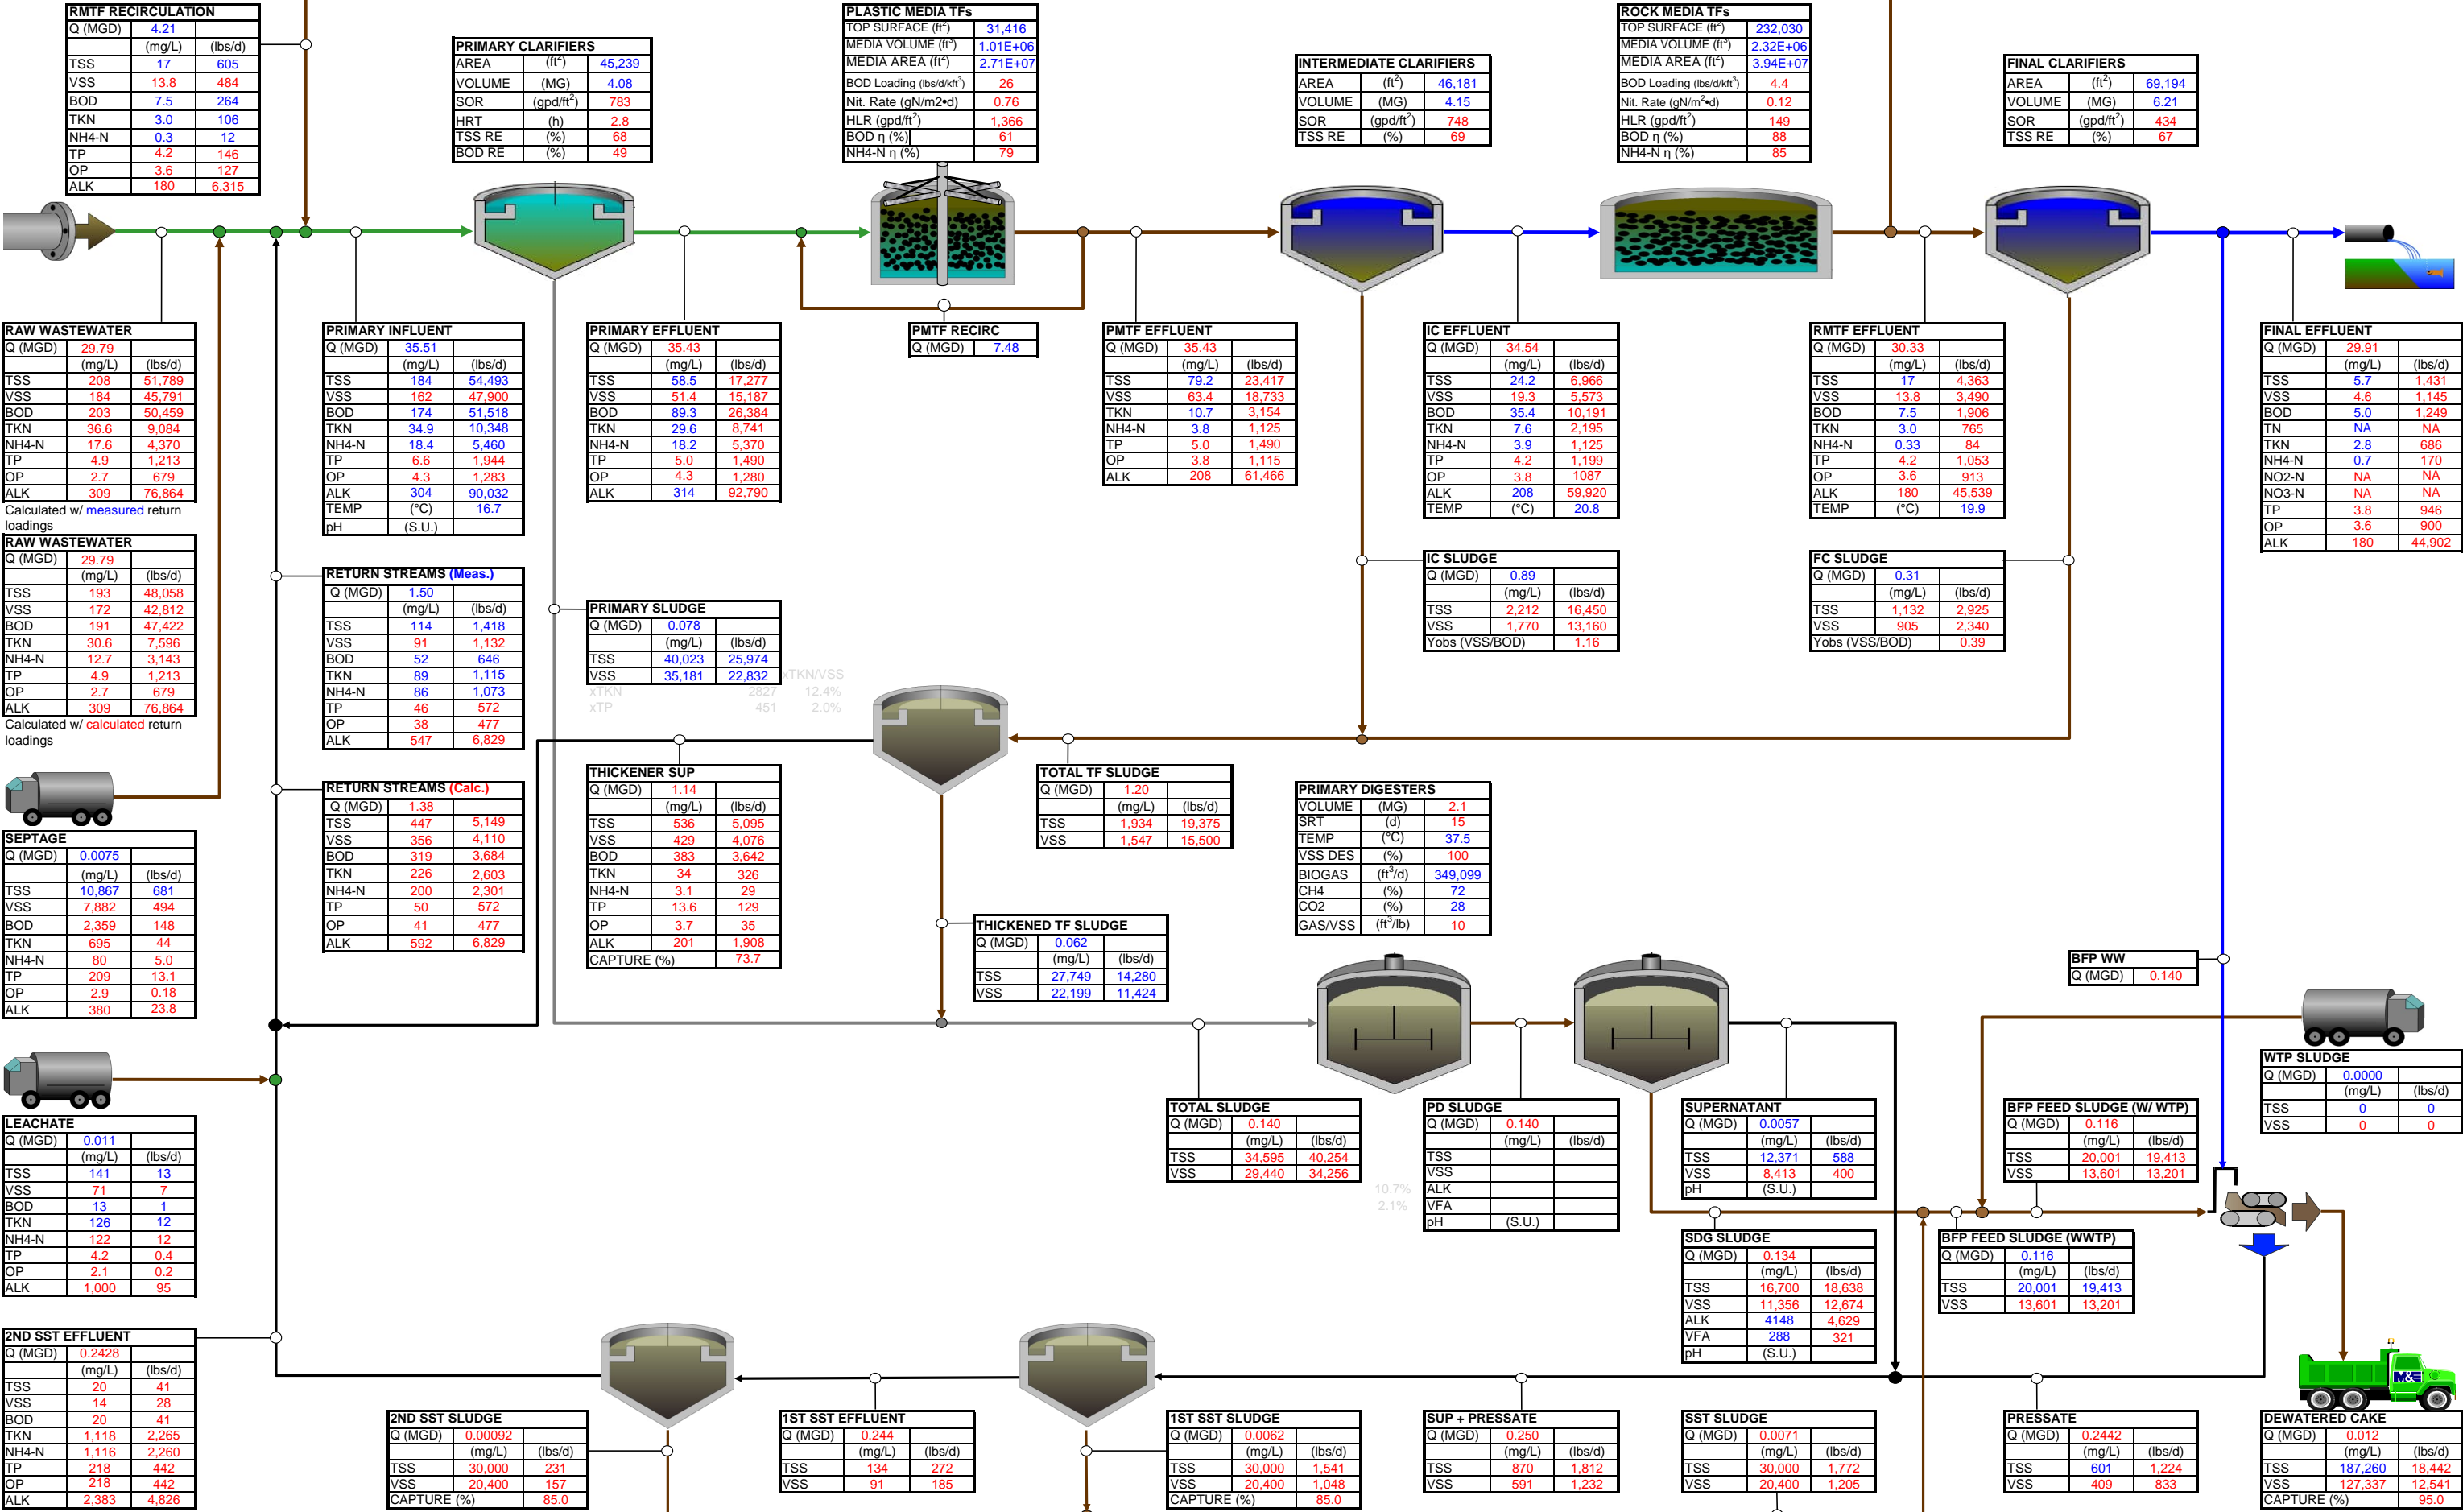 RMTF RECIRCULATION
Q (MGD) 4.21
(mg/L) (lbs/d)
TSS 17 605
VSS 13.8 484
BOD 7.5 264
TKN 3.0 106
NH4-N 0.3 12
TP 4.2 146
OP 3.6 127
ALK 180 6,315
PRIMARY CLARIFIERS
AREA (ft²) 45,239
VOLUME (MG) 4.08
SOR (gpd/ft²) 783
HRT (h) 2.8
TSS RE (%) 68
BOD RE (%) 49
PLASTIC MEDIA TFs
TOP SURFACE (ft²) 31,416
MEDIA VOLUME (ft³) 1.01E+06
MEDIA AREA (ft²) 2.71E+07
BOD Loading (lbs/d/kft³) 26
Nit. Rate (gN/m2•d) 0.76
HLR (gpd/ft²) 1,366
BOD η (%) 61
NH4-N η (%) 79
INTERMEDIATE CLARIFIERS
AREA (ft²) 46,181
VOLUME (MG) 4.15
SOR (gpd/ft²) 748
TSS RE (%) 69
ROCK MEDIA TFs
TOP SURFACE (ft²) 232,030
MEDIA VOLUME (ft³) 2.32E+06
MEDIA AREA (ft²) 3.94E+07
BOD Loading (lbs/d/kft³) 4.4
Nit. Rate (gN/m²•d) 0.12
HLR (gpd/ft²) 149
BOD η (%) 88
NH4-N η (%) 85
FINAL CLARIFIERS
AREA (ft²) 69,194
VOLUME (MG) 6.21
SOR (gpd/ft²) 434
TSS RE (%) 67
RAW WASTEWATER
Q (MGD) 29.79
(mg/L) (lbs/d)
TSS 208 51,789
VSS 184 45,791
BOD 203 50,459
TKN 36.6 9,084
NH4-N 17.6 4,370
TP 4.9 1,213
OP 2.7 679
ALK 309 76,864
Calculated w/ measured return
loadings
RAW WASTEWATER
Q (MGD) 29.79
(mg/L) (lbs/d)
TSS 193 48,058
VSS 172 42,812
BOD 191 47,422
TKN 30.6 7,596
NH4-N 12.7 3,143
TP 4.9 1,213
OP 2.7 679
ALK 309 76,864
Calculated w/ calculated return
loadings
PRIMARY INFLUENT
Q (MGD) 35.51
(mg/L) (lbs/d)
TSS 184 54,493
VSS 162 47,900
BOD 174 51,518
TKN 34.9 10,348
NH4-N 18.4 5,460
TP 6.6 1,944
OP 4.3 1,283
ALK 304 90,032
TEMP (°C) 16.7
pH (S.U.)
PRIMARY EFFLUENT
Q (MGD) 35.43
(mg/L) (lbs/d)
TSS 58.5 17,277
VSS 51.4 15,187
BOD 89.3 26,384
TKN 29.6 8,741
NH4-N 18.2 5,370
TP 5.0 1,490
OP 4.3 1,280
ALK 314 92,790
PMTF RECIRC
Q (MGD) 7.48
PMTF EFFLUENT
Q (MGD) 35.43
(mg/L) (lbs/d)
TSS 79.2 23,417
VSS 63.4 18,733
TKN 10.7 3,154
NH4-N 3.8 1,125
TP 5.0 1,490
OP 3.8 1,115
ALK 208 61,466
IC EFFLUENT
Q (MGD) 34.54
(mg/L) (lbs/d)
TSS 24.2 6,966
VSS 19.3 5,573
BOD 35.4 10,191
TKN 7.6 2,195
NH4-N 3.9 1,125
TP 4.2 1,199
OP 3.8 1087
ALK 208 59,920
TEMP (°C) 20.8
RMTF EFFLUENT
Q (MGD) 30.33
(mg/L) (lbs/d)
TSS 17 4,363
VSS 13.8 3,490
BOD 7.5 1,906
TKN 3.0 765
NH4-N 0.33 84
TP 4.2 1,053
OP 3.6 913
ALK 180 45,539
TEMP (°C) 19.9
FINAL EFFLUENT
Q (MGD) 29.91
(mg/L) (lbs/d)
TSS 5.7 1,431
VSS 4.6 1,145
BOD 5.0 1,249
TN NA NA
TKN 2.8 686
NH4-N 0.7 170
NO2-N NA NA
NO3-N NA NA
TP 3.8 946
OP 3.6 900
ALK 180 44,902
RETURN STREAMS (Meas.)
Q (MGD) 1.50
(mg/L) (lbs/d)
TSS 114 1,418
VSS 91 1,132
BOD 52 646
TKN 89 1,115
NH4-N 86 1,073
TP 46 572
OP 38 477
ALK 547 6,829
PRIMARY SLUDGE
Q (MGD) 0.078
(mg/L) (lbs/d)
TSS 40,023 25,974
VSS 35,181 22,832 xTKN/VSS
xTKN 2827 12.4%
xTP 451 2.0%
IC SLUDGE
Q (MGD) 0.89
(mg/L) (lbs/d)
TSS 2,212 16,450
VSS 1,770 13,160
Yobs (VSS/BOD) 1.16
FC SLUDGE
Q (MGD) 0.31
(mg/L) (lbs/d)
TSS 1,132 2,925
VSS 905 2,340
Yobs (VSS/BOD) 0.39
RETURN STREAMS (Calc.)
Q (MGD) 1.38
TSS 447 5,149
VSS 356 4,110
BOD 319 3,684
TKN 226 2,603
NH4-N 200 2,301
TP 50 572
OP 41 477
ALK 592 6,829
THICKENER SUP
Q (MGD) 1.14
(mg/L) (lbs/d)
TSS 536 5,095
VSS 429 4,076
BOD 383 3,642
TKN 34 326
NH4-N 3.1 29
TP 13.6 129
OP 3.7 35
ALK 201 1,908
CAPTURE (%) 73.7
TOTAL TF SLUDGE
Q (MGD) 1.20
(mg/L) (lbs/d)
TSS 1,934 19,375
VSS 1,547 15,500
PRIMARY DIGESTERS
VOLUME (MG) 2.1
SRT (d) 15
TEMP (°C) 37.5
VSS DES (%) 100
BIOGAS (ft³/d) 349,099
CH4 (%) 72
CO2 (%) 28
GAS/VSS (ft³/lb) 10
SEPTAGE
Q (MGD) 0.0075
(mg/L) (lbs/d)
TSS 10,867 681
VSS 7,882 494
BOD 2,359 148
TKN 695 44
NH4-N 80 5.0
TP 209 13.1
OP 2.9 0.18
ALK 380 23.8
THICKENED TF SLUDGE
Q (MGD) 0.062
(mg/L) (lbs/d)
TSS 27,749 14,280
VSS 22,199 11,424
BFP WW
Q (MGD) 0.140
WTP SLUDGE
Q (MGD) 0.0000
(mg/L) (lbs/d)
TSS 0 0
VSS 0 0
LEACHATE
Q (MGD) 0.011
(mg/L) (lbs/d)
TSS 141 13
VSS 71 7
BOD 13 1
TKN 126 12
NH4-N 122 12
TP 4.2 0.4
OP 2.1 0.2
ALK 1,000 95
TOTAL SLUDGE
Q (MGD) 0.140
(mg/L) (lbs/d)
TSS 34,595 40,254
VSS 29,440 34,256
10.7%
2.1%
PD SLUDGE
Q (MGD) 0.140
(mg/L) (lbs/d)
TSS
VSS
ALK
VFA
pH (S.U.)
SUPERNATANT
Q (MGD) 0.0057
(mg/L) (lbs/d)
TSS 12,371 588
VSS 8,413 400
pH (S.U.)
BFP FEED SLUDGE (W/ WTP)
Q (MGD) 0.116
(mg/L) (lbs/d)
TSS 20,001 19,413
VSS 13,601 13,201
SDG SLUDGE
Q (MGD) 0.134
(mg/L) (lbs/d)
TSS 16,700 18,638
VSS 11,356 12,674
ALK 4148 4,629
VFA 288 321
pH (S.U.)
BFP FEED SLUDGE (WWTP)
Q (MGD) 0.116
(mg/L) (lbs/d)
TSS 20,001 19,413
VSS 13,601 13,201
M&E
2ND SST EFFLUENT
Q (MGD) 0.2428
(mg/L) (lbs/d)
TSS 20 41
VSS 14 28
BOD 20 41
TKN 1,118 2,265
NH4-N 1,116 2,260
TP 218 442
OP 218 442
ALK 2,383 4,826
2ND SST SLUDGE
Q (MGD) 0.00092
(mg/L) (lbs/d)
TSS 30,000 231
VSS 20,400 157
CAPTURE (%) 85.0
1ST SST EFFLUENT
Q (MGD) 0.244
(mg/L) (lbs/d)
TSS 134 272
VSS 91 185
1ST SST SLUDGE
Q (MGD) 0.0062
(mg/L) (lbs/d)
TSS 30,000 1,541
VSS 20,400 1,048
CAPTURE (%) 85.0
SUP + PRESSATE
Q (MGD) 0.250
(mg/L) (lbs/d)
TSS 870 1,812
VSS 591 1,232
SST SLUDGE
Q (MGD) 0.0071
(mg/L) (lbs/d)
TSS 30,000 1,772
VSS 20,400 1,205
PRESSATE
Q (MGD) 0.2442
(mg/L) (lbs/d)
TSS 601 1,224
VSS 409 833
DEWATERED CAKE
Q (MGD) 0.012
(mg/L) (lbs/d)
TSS 187,260 18,442
VSS 127,337 12,541
CAPTURE (%) 95.0